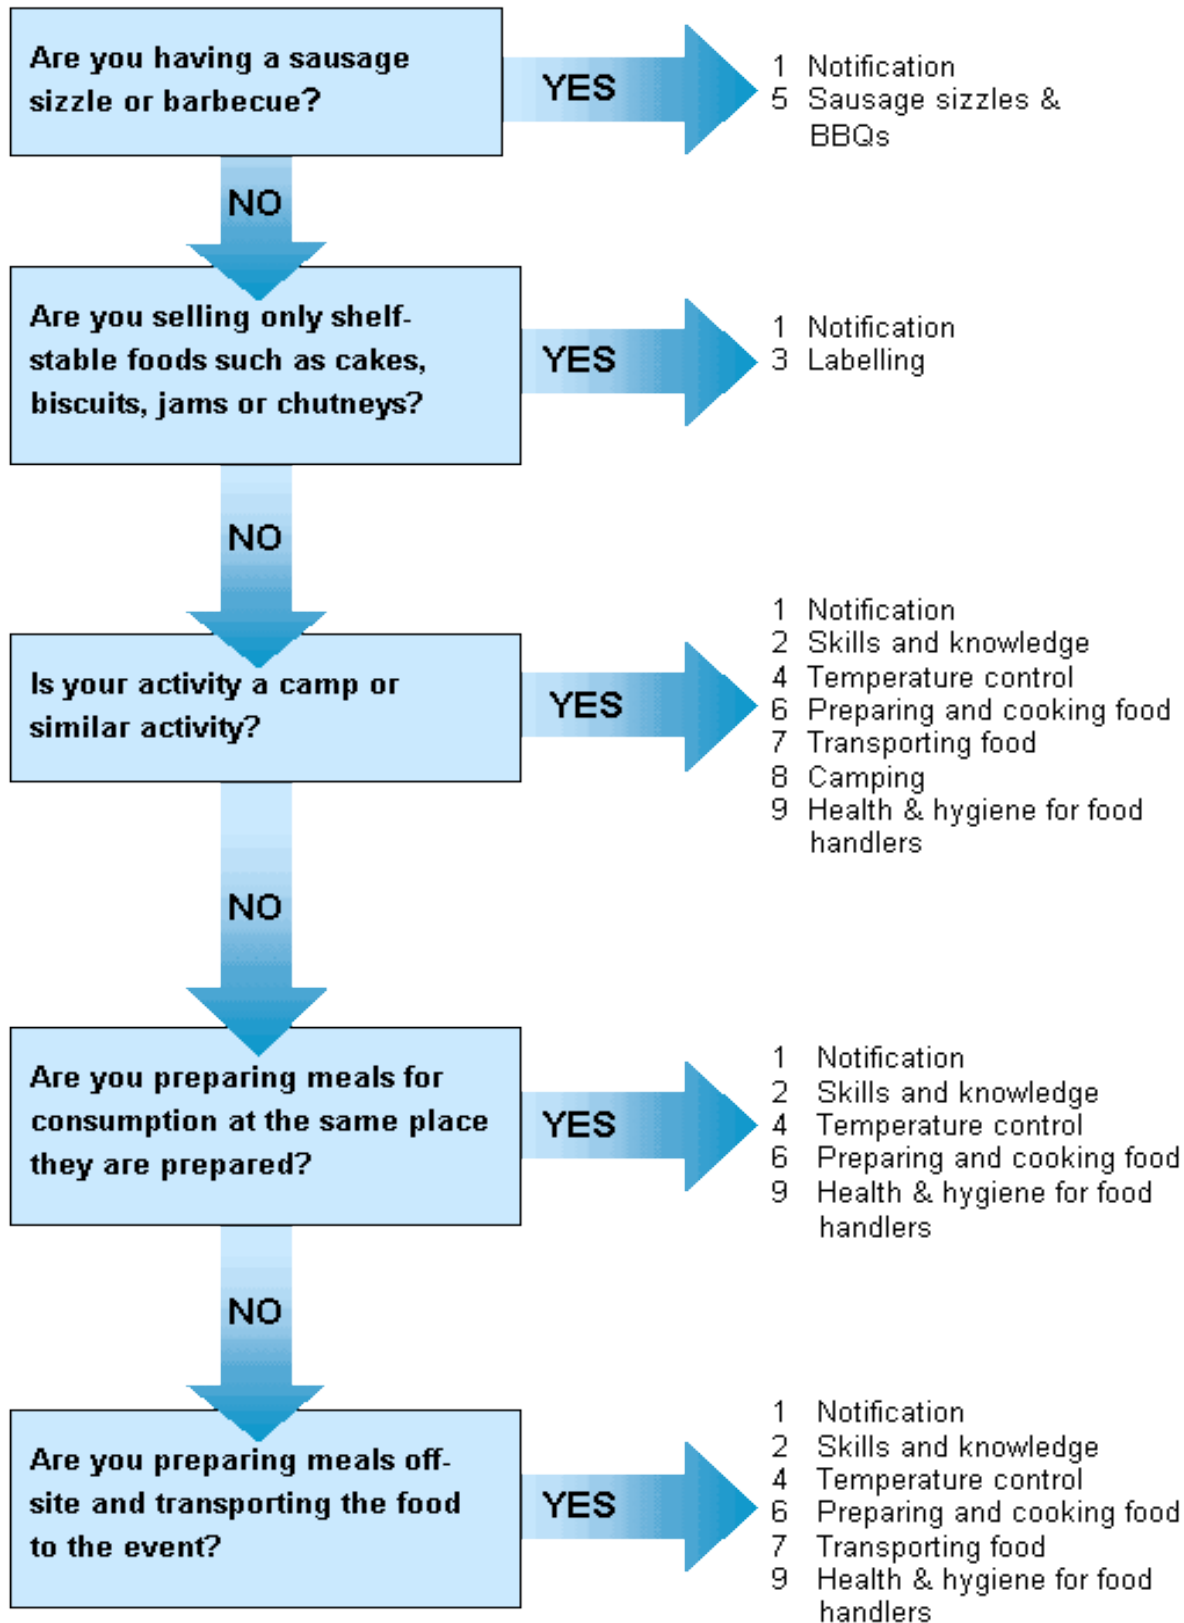 Are you having a sausage
sizzle or barbecue?
YES
1 Notification
5 Sausage sizzles &
BBQs
NO
Are you selling only shelf-
stable foods such as cakes,
biscuits, jams or chutneys?
YES
1 Notification
3 Labelling
NO
Is your activity a camp or
similar activity?
YES
1 Notification
2 Skills and knowledge
4 Temperature control
6 Preparing and cooking food
7 Transporting food
8 Camping
9 Health & hygiene for food
handlers
NO
Are you preparing meals for
consumption at the same place
they are prepared?
YES
1 Notification
2 Skills and knowledge
4 Temperature control
6 Preparing and cooking food
9 Health & hygiene for food
handlers
NO
Are you preparing meals off-
site and transporting the food
to the event?
YES
1 Notification
2 Skills and knowledge
4 Temperature control
6 Preparing and cooking food
7 Transporting food
9 Health & hygiene for food
handlers